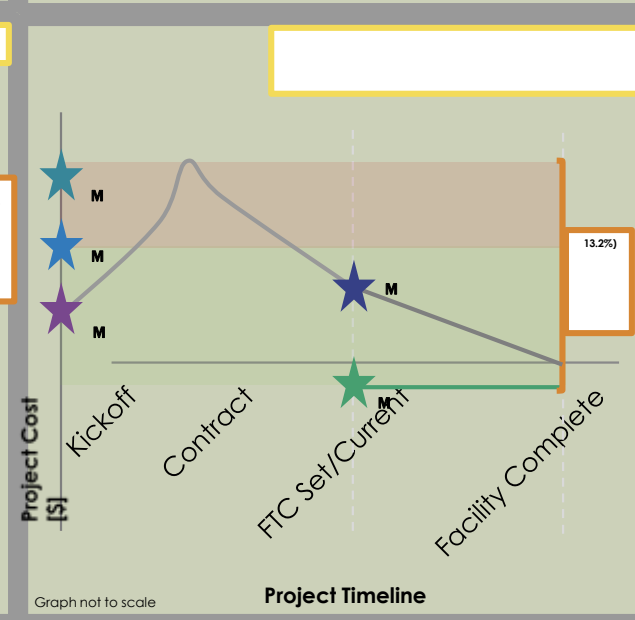 M
M
M
M
13.2%)
M
Kickoff
Contract
FTC Set/Current
Facility Complete
Project Cost
[$]
Project Timeline
Graph not to scale